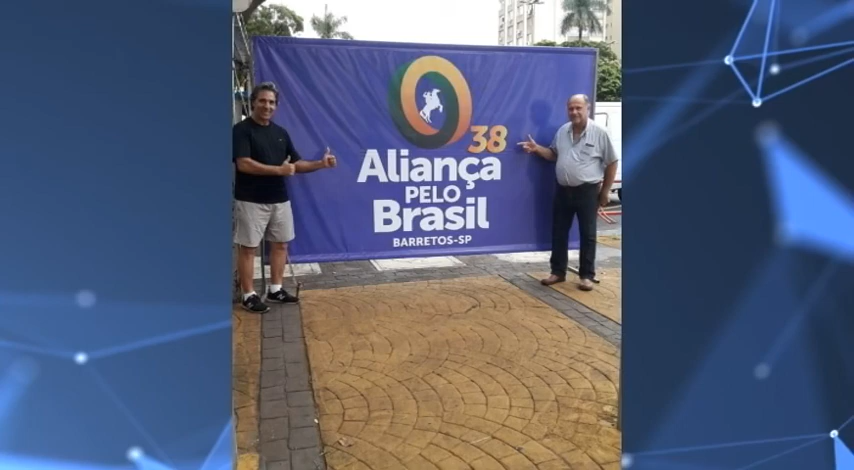 38
Aliança
PELO
Brasil
BARRETOS-SP